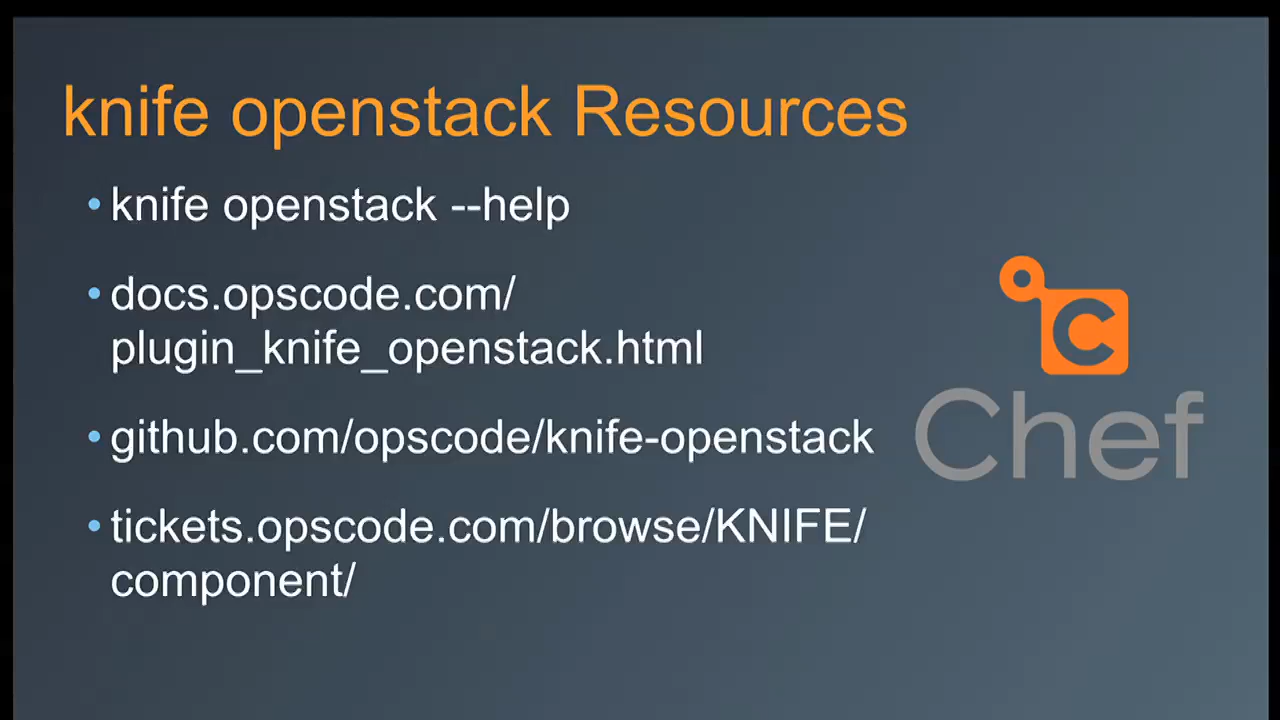 knife openstack Resources
• knife openstack --help
• docs.opscode.com/
plugin_knife_openstack.html
• github.com/opscode/knife-openstack
• tickets.opscode.com/browse/KNIFE/
component/
C
Chef